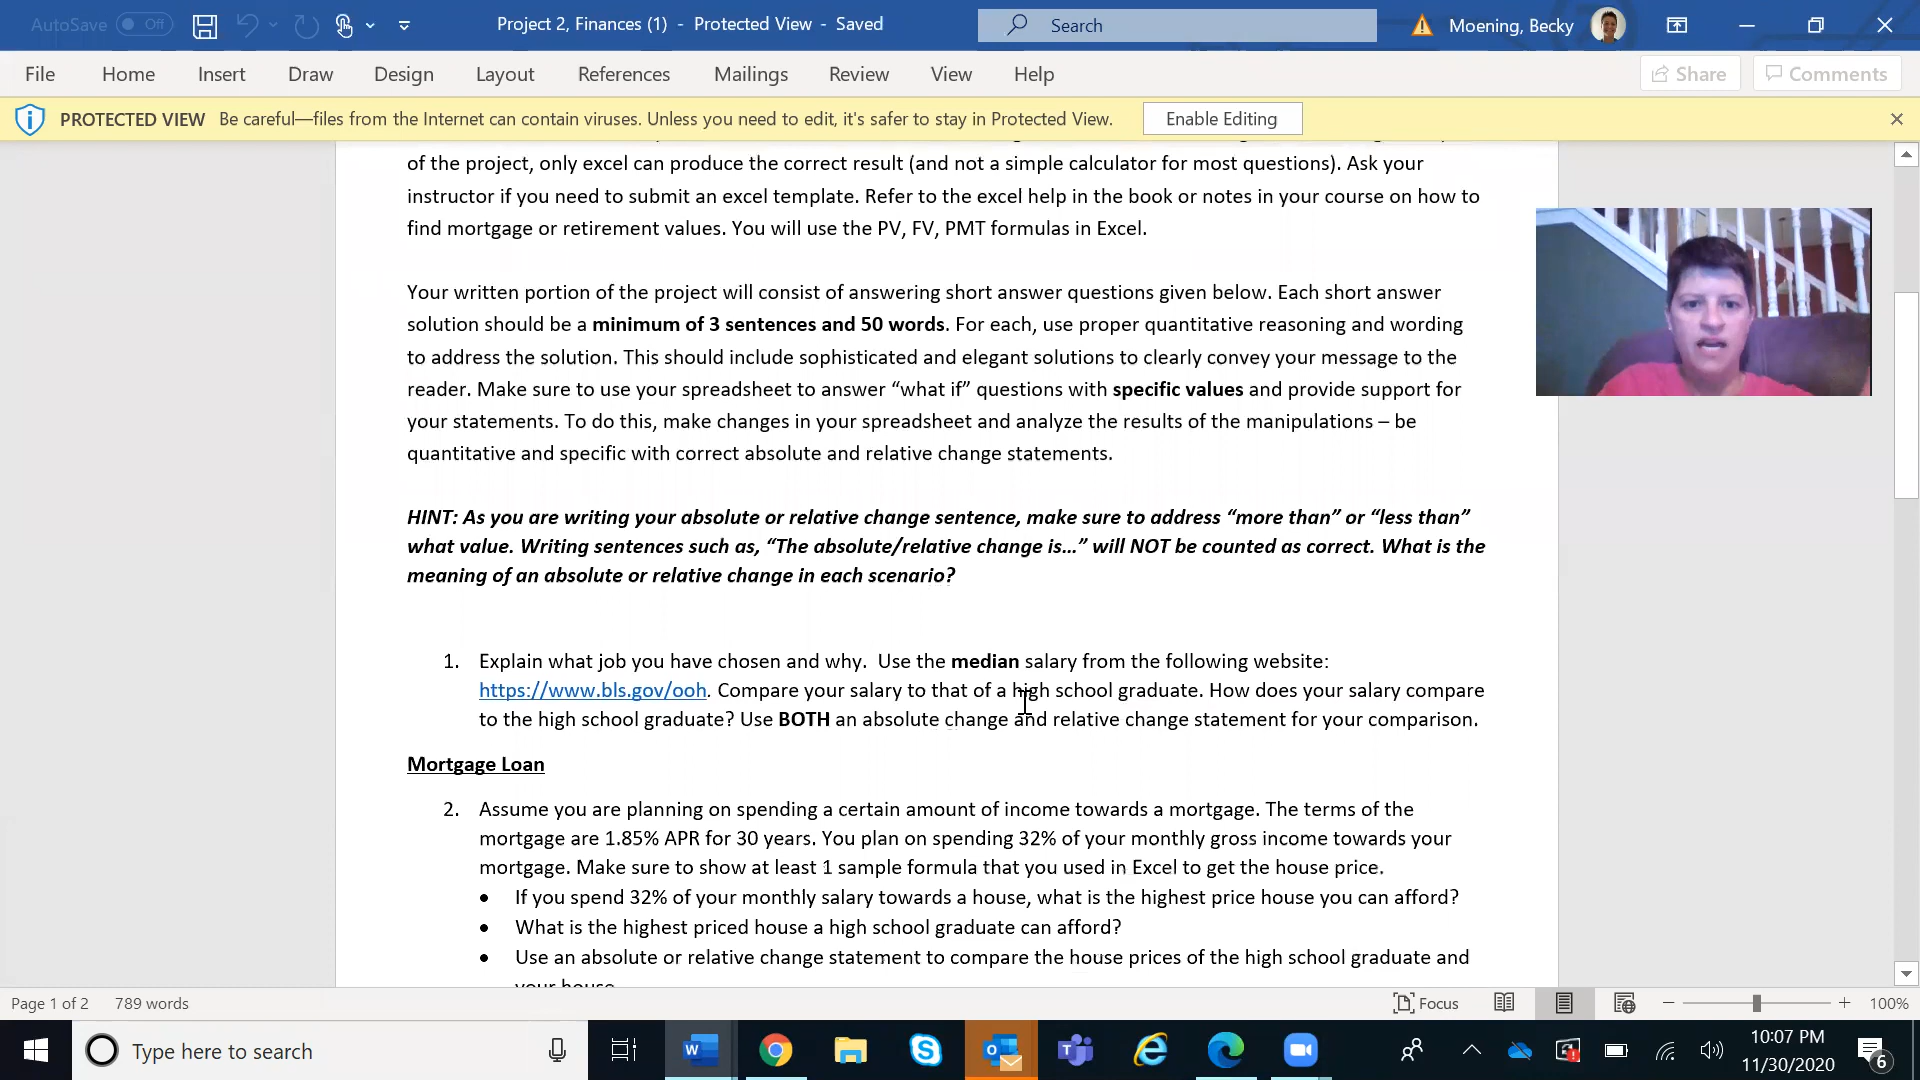 AutoSave Off
Project 2, Finances (1) - Protected View - Saved
Search
Moening, Becky
File Home Insert Draw Design Layout References Mailings Review View Help
Share Comments
PROTECTED VIEW Be careful—files from the Internet can contain viruses. Unless you need to edit, it's safer to stay in Protected View. Enable Editing
of the project, only excel can produce the correct result (and not a simple calculator for most questions). Ask your
instructor if you need to submit an excel template. Refer to the excel help in the book or notes in your course on how to
find mortgage or retirement values. You will use the PV, FV, PMT formulas in Excel.
Your written portion of the project will consist of answering short answer questions given below. Each short answer
solution should be a minimum of 3 sentences and 50 words. For each, use proper quantitative reasoning and wording
to address the solution. This should include sophisticated and elegant solutions to clearly convey your message to the
reader. Make sure to use your spreadsheet to answer “what if” questions with specific values and provide support for
your statements. To do this, make changes in your spreadsheet and analyze the results of the manipulations – be
quantitative and specific with correct absolute and relative change statements.
HINT: As you are writing your absolute or relative change sentence, make sure to address “more than” or “less than”
what value. Writing sentences such as, “The absolute/relative change is…” will NOT be counted as correct. What is the
meaning of an absolute or relative change in each scenario?
1. Explain what job you have chosen and why. Use the median salary from the following website:
https://www.bls.gov/ooh. Compare your salary to that of a high school graduate. How does your salary compare
to the high school graduate? Use BOTH an absolute change and relative change statement for your comparison.
Mortgage Loan
2. Assume you are planning on spending a certain amount of income towards a mortgage. The terms of the
mortgage are 1.85% APR for 30 years. You plan on spending 32% of your monthly gross income towards your
mortgage. Make sure to show at least 1 sample formula that you used in Excel to get the house price.
• If you spend 32% of your monthly salary towards a house, what is the highest price house you can afford?
• What is the highest priced house a high school graduate can afford?
• Use an absolute or relative change statement to compare the house prices of the high school graduate and
your house
Page 1 of 2 789 words
Focus
100%
Type here to search
10:07 PM
11/30/2020
6